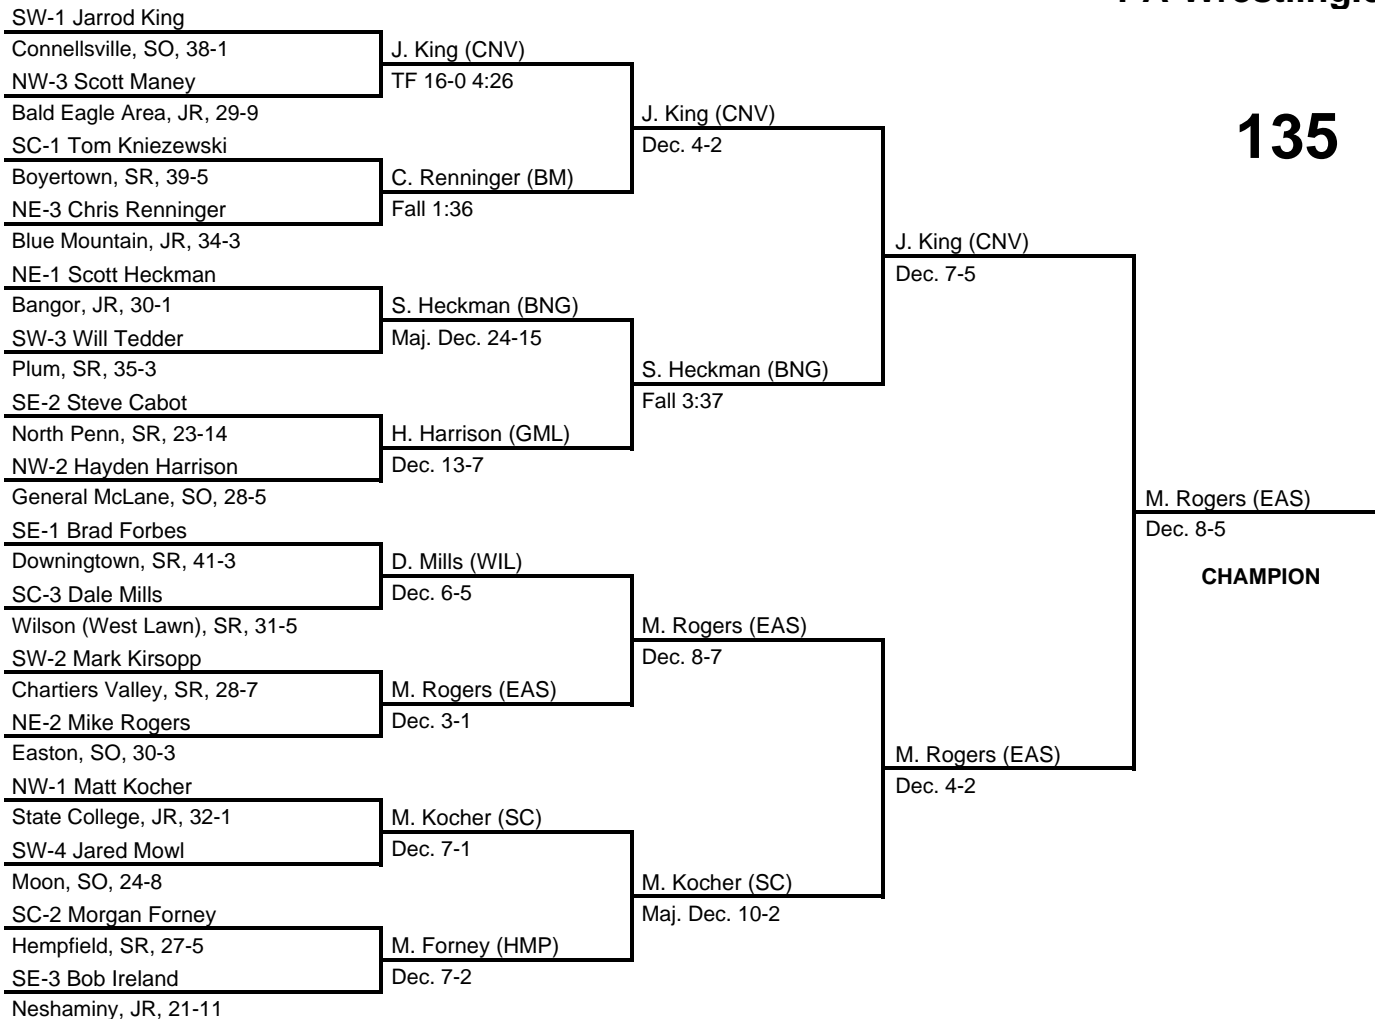 SW-1 Jarrod King
Connellsville, SO, 38-1
NW-3 Scott Maney
Bald Eagle Area, JR, 29-9
SC-1 Tom Kniezewski
Boyertown, SR, 39-5
NE-3 Chris Renninger
Blue Mountain, JR, 34-3
NE-1 Scott Heckman
Bangor, JR, 30-1
SW-3 Will Tedder
Plum, SR, 35-3
SE-2 Steve Cabot
North Penn, SR, 23-14
NW-2 Hayden Harrison
General McLane, SO, 28-5
SE-1 Brad Forbes
Downingtown, SR, 41-3
SC-3 Dale Mills
Wilson (West Lawn), SR, 31-5
SW-2 Mark Kirsopp
Chartiers Valley, SR, 28-7
NE-2 Mike Rogers
Easton, SO, 30-3
NW-1 Matt Kocher
State College, JR, 32-1
SW-4 Jared Mowl
Moon, SO, 24-8
SC-2 Morgan Forney
Hempfield, SR, 27-5
SE-3 Bob Ireland
Neshaminy, JR, 21-11
J. King (CNV)
TF 16-0 4:26
C. Renninger (BM)
Fall 1:36
S. Heckman (BNG)
Maj. Dec. 24-15
H. Harrison (GML)
Dec. 13-7
D. Mills (WIL)
Dec. 6-5
M. Rogers (EAS)
Dec. 3-1
M. Kocher (SC)
Dec. 7-1
M. Forney (HMP)
Dec. 7-2
J. King (CNV)
Dec. 4-2
S. Heckman (BNG)
Fall 3:37
M. Rogers (EAS)
Dec. 8-7
M. Kocher (SC)
Maj. Dec. 10-2
J. King (CNV)
Dec. 7-5
M. Rogers (EAS)
Dec. 4-2
135
M. Rogers (EAS)
Dec. 8-5
CHAMPION